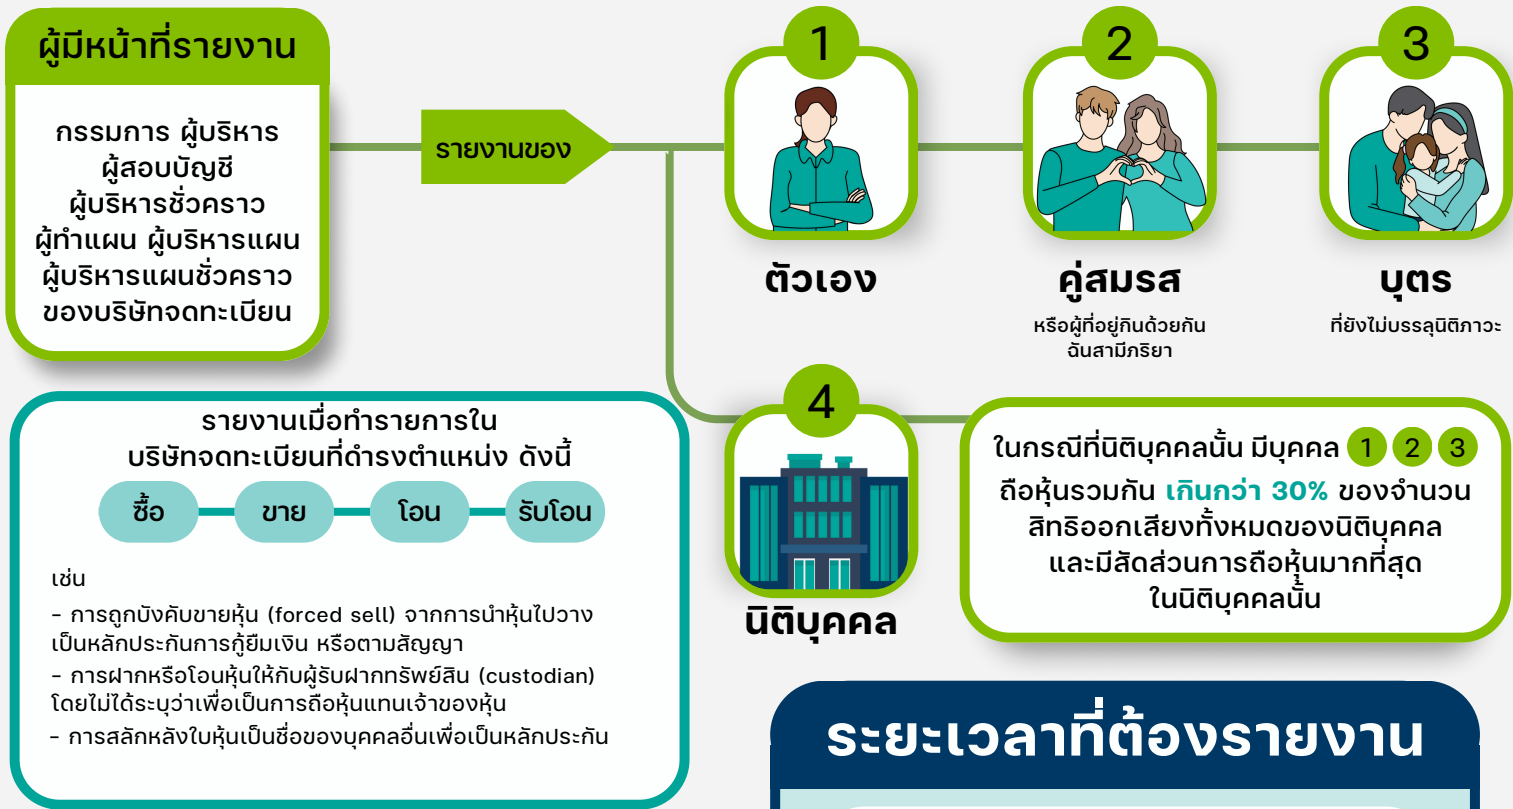 ผู้มีหน้าที่รายงาน
กรรมการ ผู้บริหาร
ผู้สอบบัญชี
ผู้บริหารชั่วคราว
ผู้ทำแผน ผู้บริหารแผน
ผู้บริหารแผนชั่วคราว
ของบริษัทจดทะเบียน
รายงานของ
1
ตัวเอง
2
คู่สมรส
หรือผู้ที่อยู่กินด้วยกัน
ฉันสามีภริยา
3
บุตร
ที่ยังไม่บรรลุนิติภาวะ
4
นิติบุคคล
ในกรณีที่นิติบุคคลนั้น มีบุคคล 1 2 3
ถือหุ้นรวมกัน เกินกว่า 30% ของจำนวน
สิทธิออกเสียงทั้งหมดของนิติบุคคล
และมีสัดส่วนการถือหุ้นมากที่สุด
ในนิติบุคคลนั้น
รายงานเมื่อทำรายการใน
บริษัทจดทะเบียนที่ดำรงตำแหน่ง ดังนี้
ซื้อ ขาย โอน รับโอน
เช่น
- การถูกบังคับขายหุ้น (forced sell) จากการนำหุ้นไปวาง
เป็นหลักประกันการกู้ยืมเงิน หรือตามสัญญา
- การฝากหรือโอนหุ้นให้กับผู้รับฝากทรัพย์สิน (custodian)
โดยไม่ได้ระบุว่าเพื่อเป็นการถือหุ้นแทนเจ้าของหุ้น
- การสลักหลังใบหุ้นเป็นชื่อของบุคคลอื่นเพื่อเป็นหลักประกัน
ระยะเวลาที่ต้องรายงาน